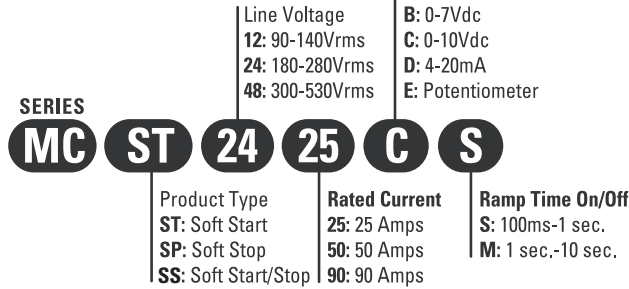 Line Voltage
12: 90-140Vrms
24: 180-280Vrms
48: 300-530Vrms
B: 0-7Vdc
C: 0-10Vdc
D: 4-20mA
E: Potentiometer
SERIES
MC ST 24 25 C S
Product Type
ST: Soft Start
SP: Soft Stop
SS: Soft Start/Stop
Rated Current
25: 25 Amps
50: 50 Amps
90: 90 Amps
Ramp Time On/Off
S: 100ms-1 sec.
M: 1 sec.-10 sec.